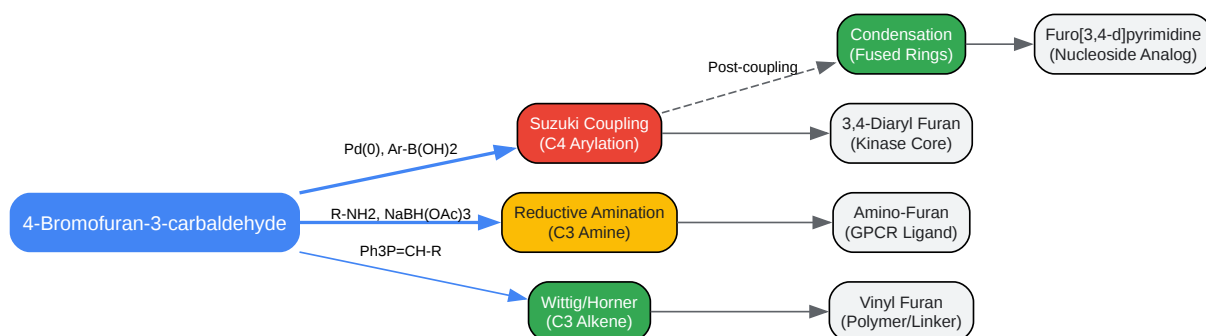 Condensation
(Fused Rings)
Furo[3,4-d]pyrimidine
(Nucleoside Analog)
Post-coupling
Suzuki Coupling
(C4 Arylation)
3,4-Diaryl Furan
(Kinase Core)
Pd(0), Ar-B(OH)2
4-Bromofuran-3-carbaldehyde
R-NH2, NaBH(OAc)3
Reductive Amination
(C3 Amine)
Amino-Furan
(GPCR Ligand)
Ph3P=CH-R
Wittig/Horner
(C3 Alkene)
Vinyl Furan
(Polymer/Linker)